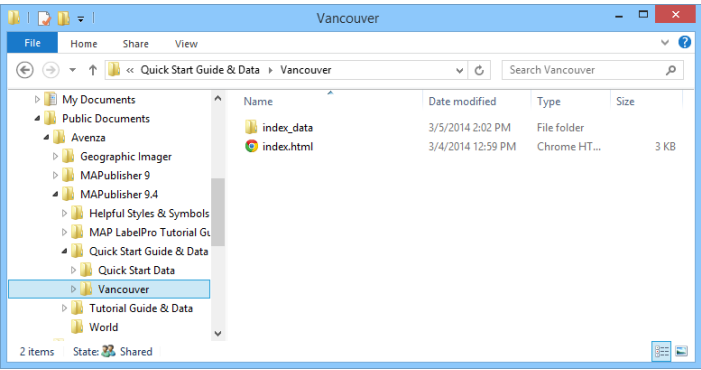 Vancouver
File Home Share View
« Quick Start Guide & Data Vancouver Search Vancouver
My Documents
Public Documents
Avenza
Geographic Imager
MAPublisher 9
MAPublisher 9.4
Helpful Styles & Symbols
MAP LabelPro Tutorial Gu
Quick Start Guide & Data
Quick Start Data
Vancouver
Tutorial Guide & Data
World
Name Date modified Type Size
index_data 3/5/2014 2:02 PM File folder
index.html 3/4/2014 12:59 PM Chrome HT... 3 KB
2 items State: Shared